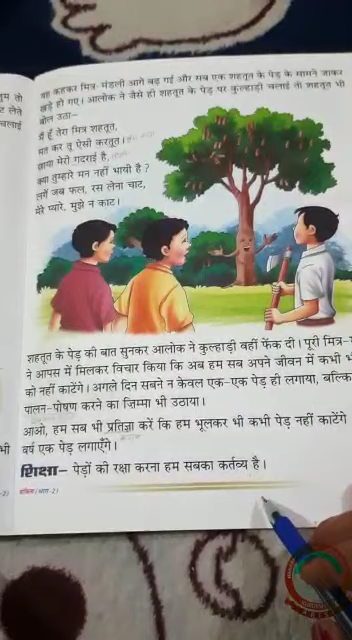 यह कहकर मित्र-मंडली आगे बढ़ गई और सब एक शहतूत के पेड़ के सामने जाकर
खड़े हो गए। आलोक ने जैसे ही शहतूत के पेड़ पर कुल्हाड़ी चलाई तो शहतूत भी
बोल उठा–
मैं हूँ तेरा मित्र शहतूत,
मत कर तू ऐसी करतूत।
छाया मेरी गदराई है,
क्या तुम्हारे मन नहीं भायी है?
लगें जब फल, रस लेना चाट,
मेरे प्यारे, मुझे न काट।
शहतूत के पेड़ की बात सुनकर आलोक ने कुल्हाड़ी वहीं फेंक दी। पूरी मित्र-
ने आपस में मिलकर विचार किया कि अब हम सब अपने जीवन में कभी भी
को नहीं काटेंगे। अगले दिन सबने न केवल एक-एक पेड़ ही लगाया, बल्कि
पालन-पोषण करने का जिम्मा भी उठाया।
आओ, हम सब भी प्रतिज्ञा करें कि हम भूलकर भी कभी पेड़ नहीं काटेंगे
वर्ष एक पेड़ लगाएँगे।
शिक्षा– पेड़ों की रक्षा करना हम सबका कर्तव्य है।
(भाग-2)